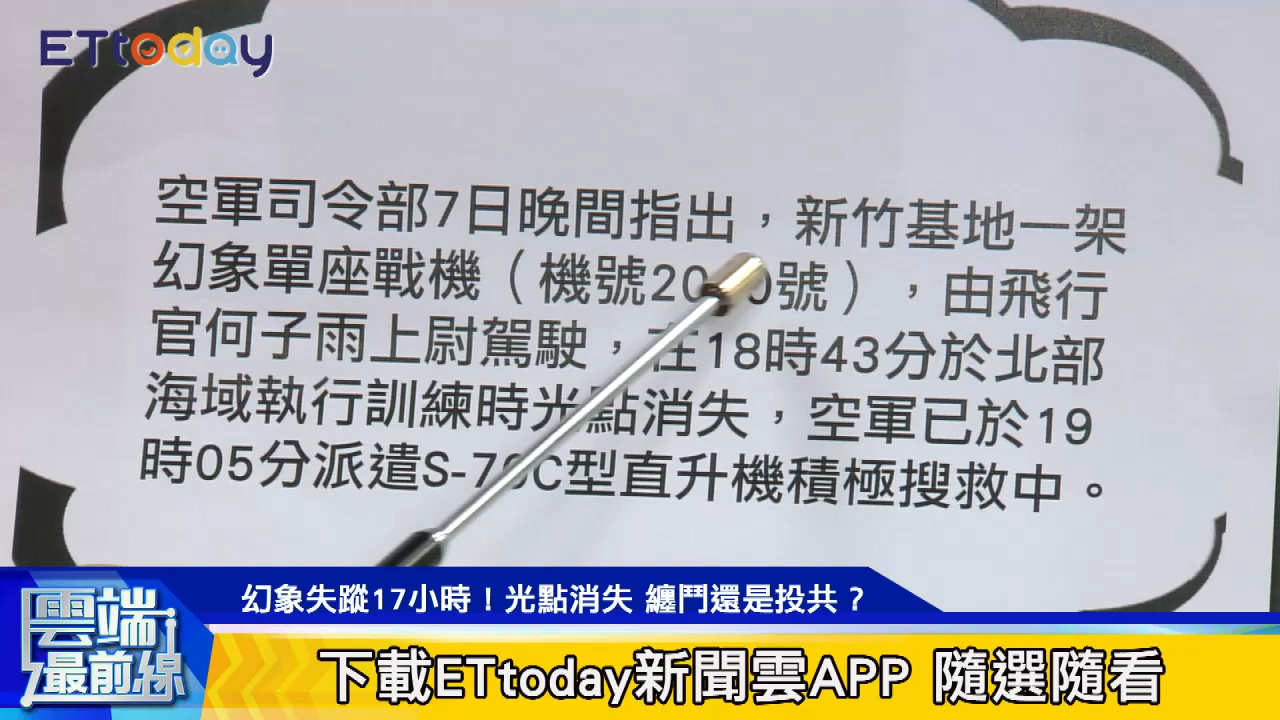 ETtoday
空軍司令部7日晚間指出，新竹基地一架
幻象單座戰機（機號20 0號），由飛行
官何子雨上尉駕駛，在18時43分於北部
海域執行訓練時光點消失，空軍已於19
時05分派遣S-7 C型直升機積極搜救中。
幻象失蹤17小時！光點消失 纏鬥還是投共？
雲端
最前線
下載ETtoday新聞雲APP 隨選隨看